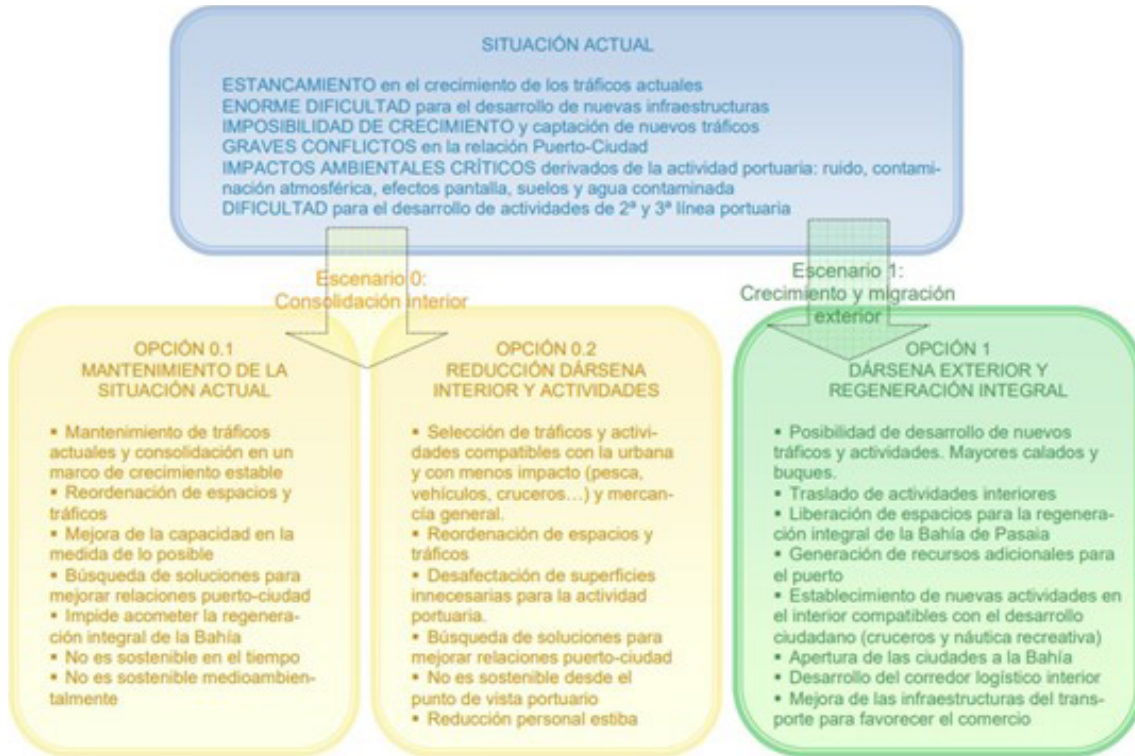 SITUACIÓN ACTUAL
ESTANCAMIENTO en el crecimiento de los tráficos actuales
ENORME DIFICULTAD para el desarrollo de nuevas infraestructuras
IMPOSIBILIDAD DE CRECIMIENTO y captación de nuevos tráficos
GRAVES CONFLICTOS en la relación Puerto-Ciudad
IMPACTOS AMBIENTALES CRÍTICOS derivados de la actividad portuaria: ruido, contami-
nación atmosférica, efectos pantalla, suelos y agua contaminada
DIFICULTAD para el desarrollo de actividades de 2ª y 3ª línea portuaria
Escenario 0:
Consolidación interior
Escenario 1:
Crecimiento y migración
exterior
OPCIÓN 0.1
MANTENIMIENTO DE LA
SITUACIÓN ACTUAL
▪ Mantenimiento de tráficos
actuales y consolidación en un
marco de crecimiento estable
▪ Reordenación de espacios y
tráficos
▪ Mejora de la capacidad en la
medida de lo posible
▪ Búsqueda de soluciones para
mejorar relaciones puerto-ciudad
▪ Impide acometer la regenera-
ción integral de la Bahía
▪ No es sostenible en el tiempo
▪ No es sostenible medioambien-
talmente
OPCIÓN 0.2
REDUCCIÓN DÁRSENA
INTERIOR Y ACTIVIDADES
▪ Selección de tráficos y activi-
dades compatibles con la urbana
y con menos impacto (pesca,
vehículos, cruceros…) y mercan-
cía general.
▪ Reordenación de espacios y
tráficos
▪ Desafectación de superficies
innecesarias para la actividad
portuaria.
▪ Búsqueda de soluciones para
mejorar relaciones puerto-ciudad
▪ No es sostenible desde el
punto de vista portuario
▪ Reducción personal estiba
OPCIÓN 1
DÁRSENA EXTERIOR Y
REGENERACIÓN INTEGRAL
▪ Posibilidad de desarrollo de nuevos
tráficos y actividades. Mayores calados y
buques.
▪ Traslado de actividades interiores
▪ Liberación de espacios para la regenera-
ción integral de la Bahía de Pasaia
▪ Generación de recursos adicionales para
el puerto
▪ Establecimiento de nuevas actividades en
el interior compatibles con el desarrollo
ciudadano (cruceros y náutica recreativa)
▪ Apertura de las ciudades a la Bahía
▪ Desarrollo del corredor logístico interior
▪ Mejora de las infraestructuras del trans-
porte para favorecer el comercio